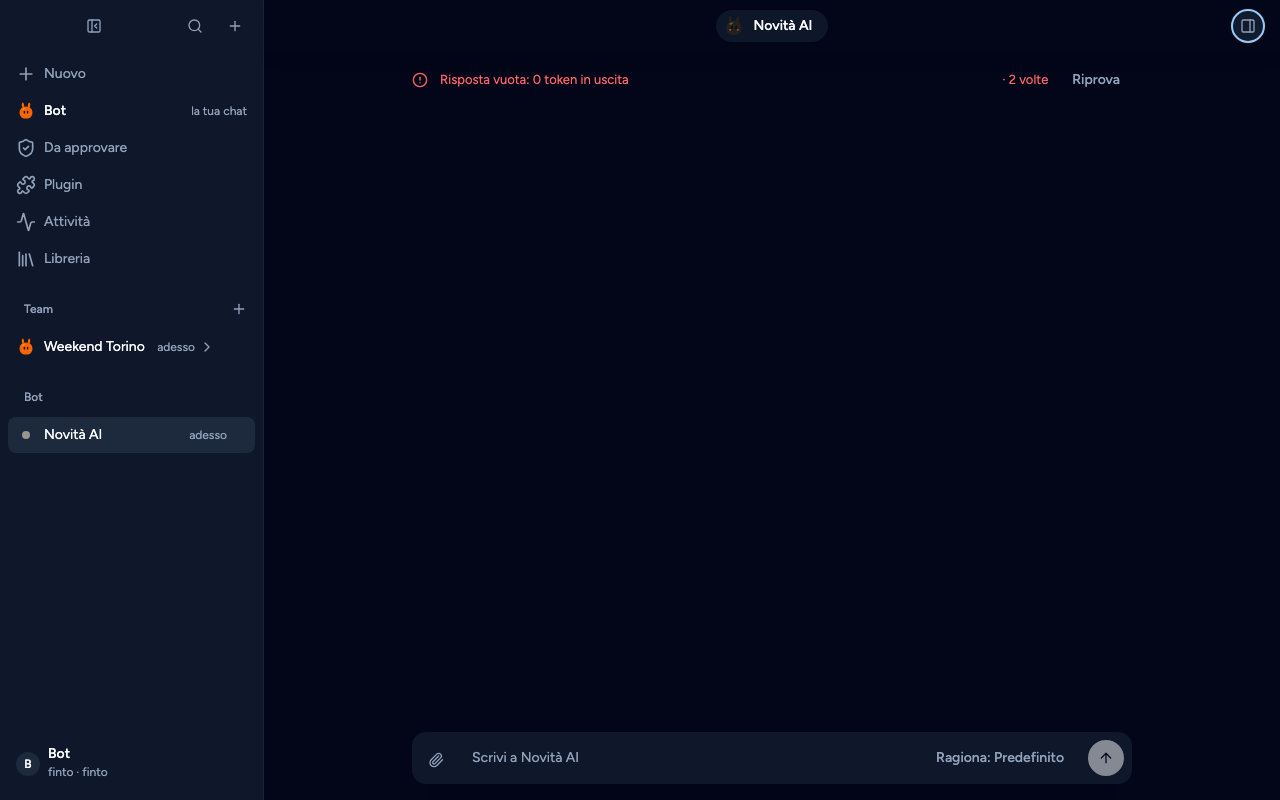 Novità AI
Nuovo
Bot la tua chat
Da approvare
Plugin
Attività
Libreria
Team
Weekend Torino adesso
Bot
Novità AI adesso
B
Bot
finto · finto
Risposta vuota: 0 token in uscita · 2 volte Riprova
Scrivi a Novità AI Ragiona: Predefinito